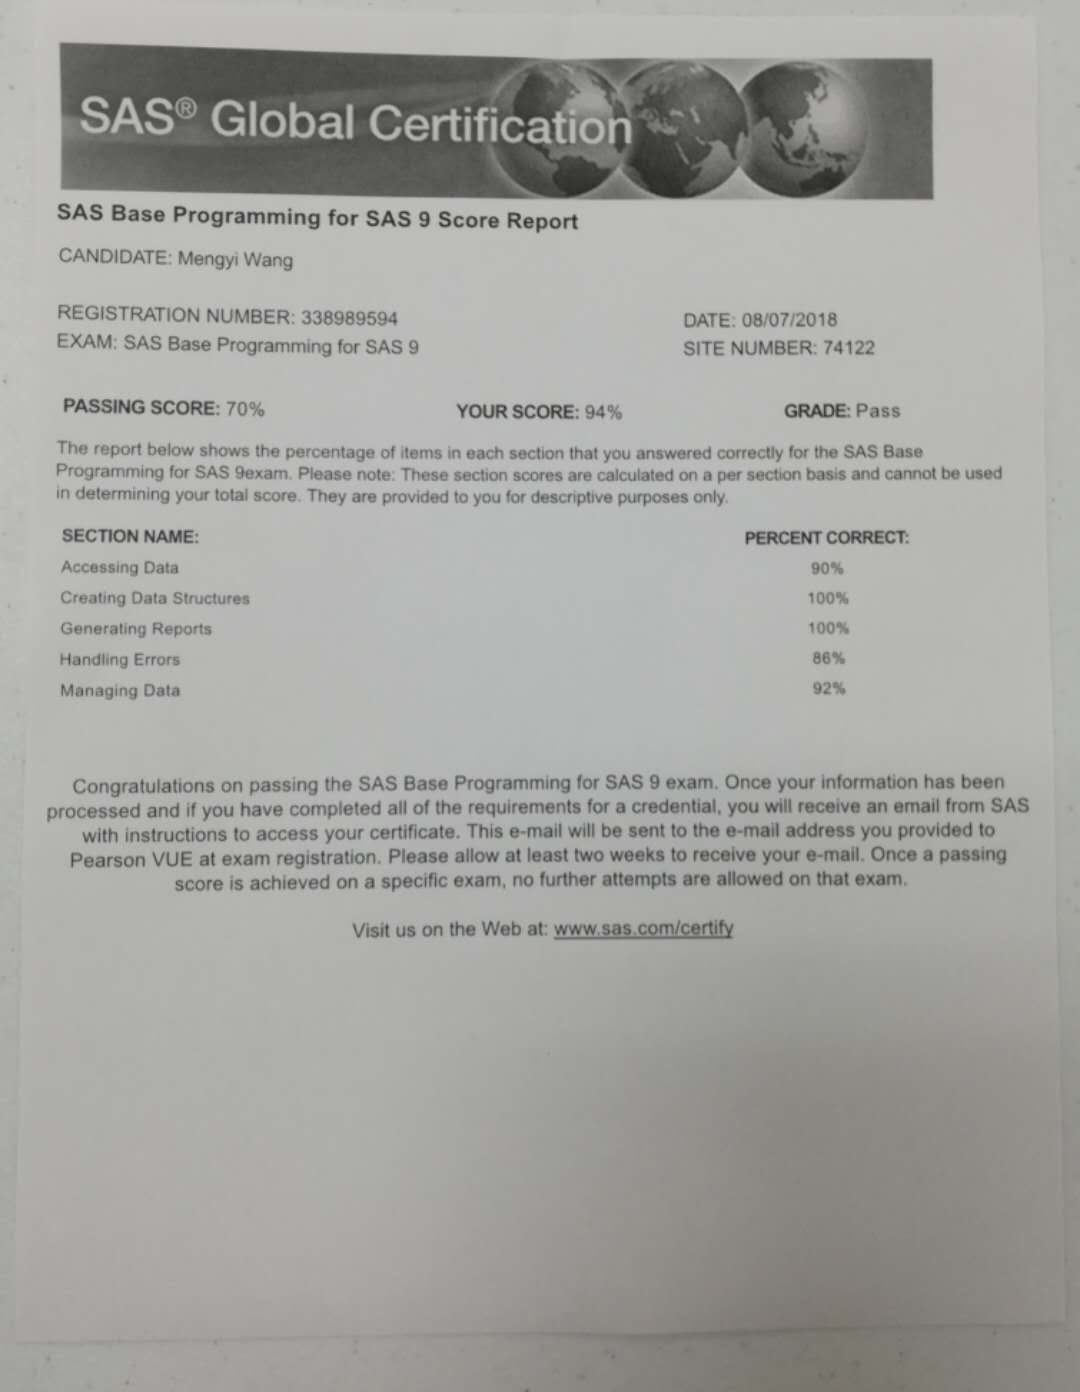 SAS® Global Certification
SAS Base Programming for SAS 9 Score Report
CANDIDATE: Mengyi Wang
REGISTRATION NUMBER: 338989594
DATE: 08/07/2018
EXAM: SAS Base Programming for SAS 9
SITE NUMBER: 74122
PASSING SCORE: 70%
YOUR SCORE: 94%
GRADE: Pass
The report below shows the percentage of items in each section that you answered correctly for the SAS Base
Programming for SAS 9exam. Please note: These section scores are calculated on a per section basis and cannot be used
in determining your total score. They are provided to you for descriptive purposes only.
SECTION NAME:
PERCENT CORRECT:
Accessing Data
90%
Creating Data Structures
100%
Generating Reports
100%
Handling Errors
86%
Managing Data
92%
Congratulations on passing the SAS Base Programming for SAS 9 exam. Once your information has been
processed and if you have completed all of the requirements for a credential, you will receive an email from SAS
with instructions to access your certificate. This e-mail will be sent to the e-mail address you provided to
Pearson VUE at exam registration. Please allow at least two weeks to receive your e-mail. Once a passing
score is achieved on a specific exam, no further attempts are allowed on that exam.
Visit us on the Web at: www.sas.com/certify